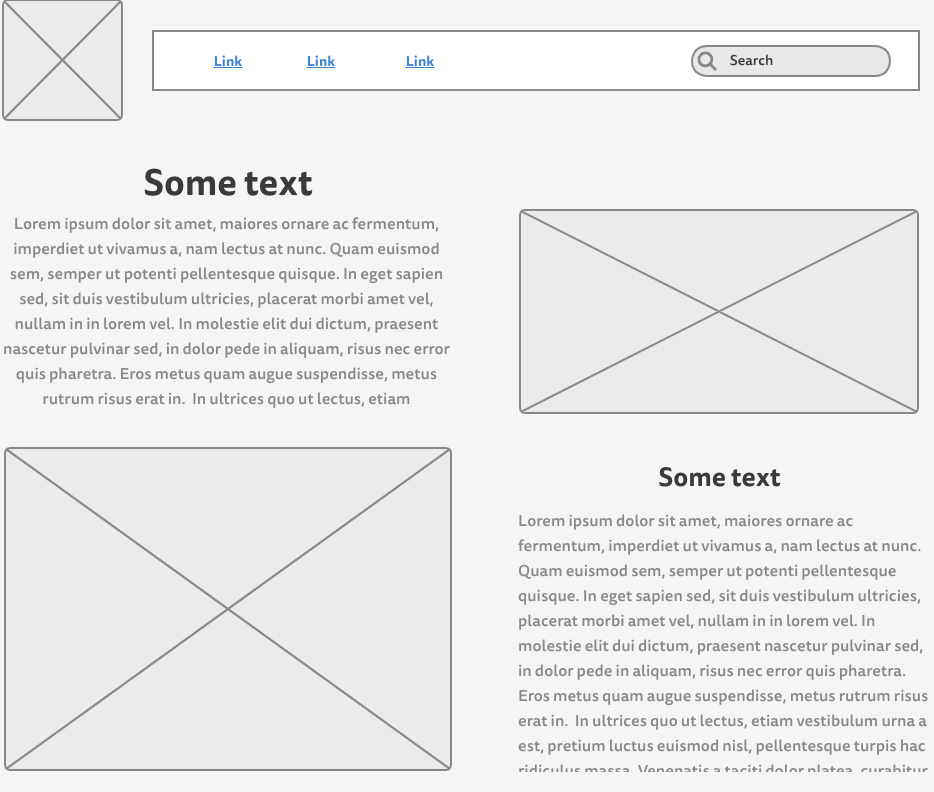 Link Link Link Search
Some text
Lorem ipsum dolor sit amet, maiores ornare ac fermentum,
imperdiet ut vivamus a, nam lectus at nunc. Quam euismod
sem, semper ut potenti pellentesque quisque. In eget sapien
sed, sit duis vestibulum ultricies, placerat morbi amet vel,
nullam in in lorem vel. In molestie elit dui dictum, praesent
nascetur pulvinar sed, in dolor pede in aliquam, risus nec error
quis pharetra. Eros metus quam augue suspendisse, metus
rutrum risus erat in.  In ultrices quo ut lectus, etiam
Some text
Lorem ipsum dolor sit amet, maiores ornare ac
fermentum, imperdiet ut vivamus a, nam lectus at nunc.
Quam euismod sem, semper ut potenti pellentesque
quisque. In eget sapien sed, sit duis vestibulum ultricies,
placerat morbi amet vel, nullam in in lorem vel. In
molestie elit dui dictum, praesent nascetur pulvinar sed,
in dolor pede in aliquam, risus nec error quis pharetra.
Eros metus quam augue suspendisse, metus rutrum risus
erat in.  In ultrices quo ut lectus, etiam vestibulum urna a
est, pretium luctus euismod nisl, pellentesque turpis hac
ridiculus massa. Venenatis a taciti dolor platea, curabitur